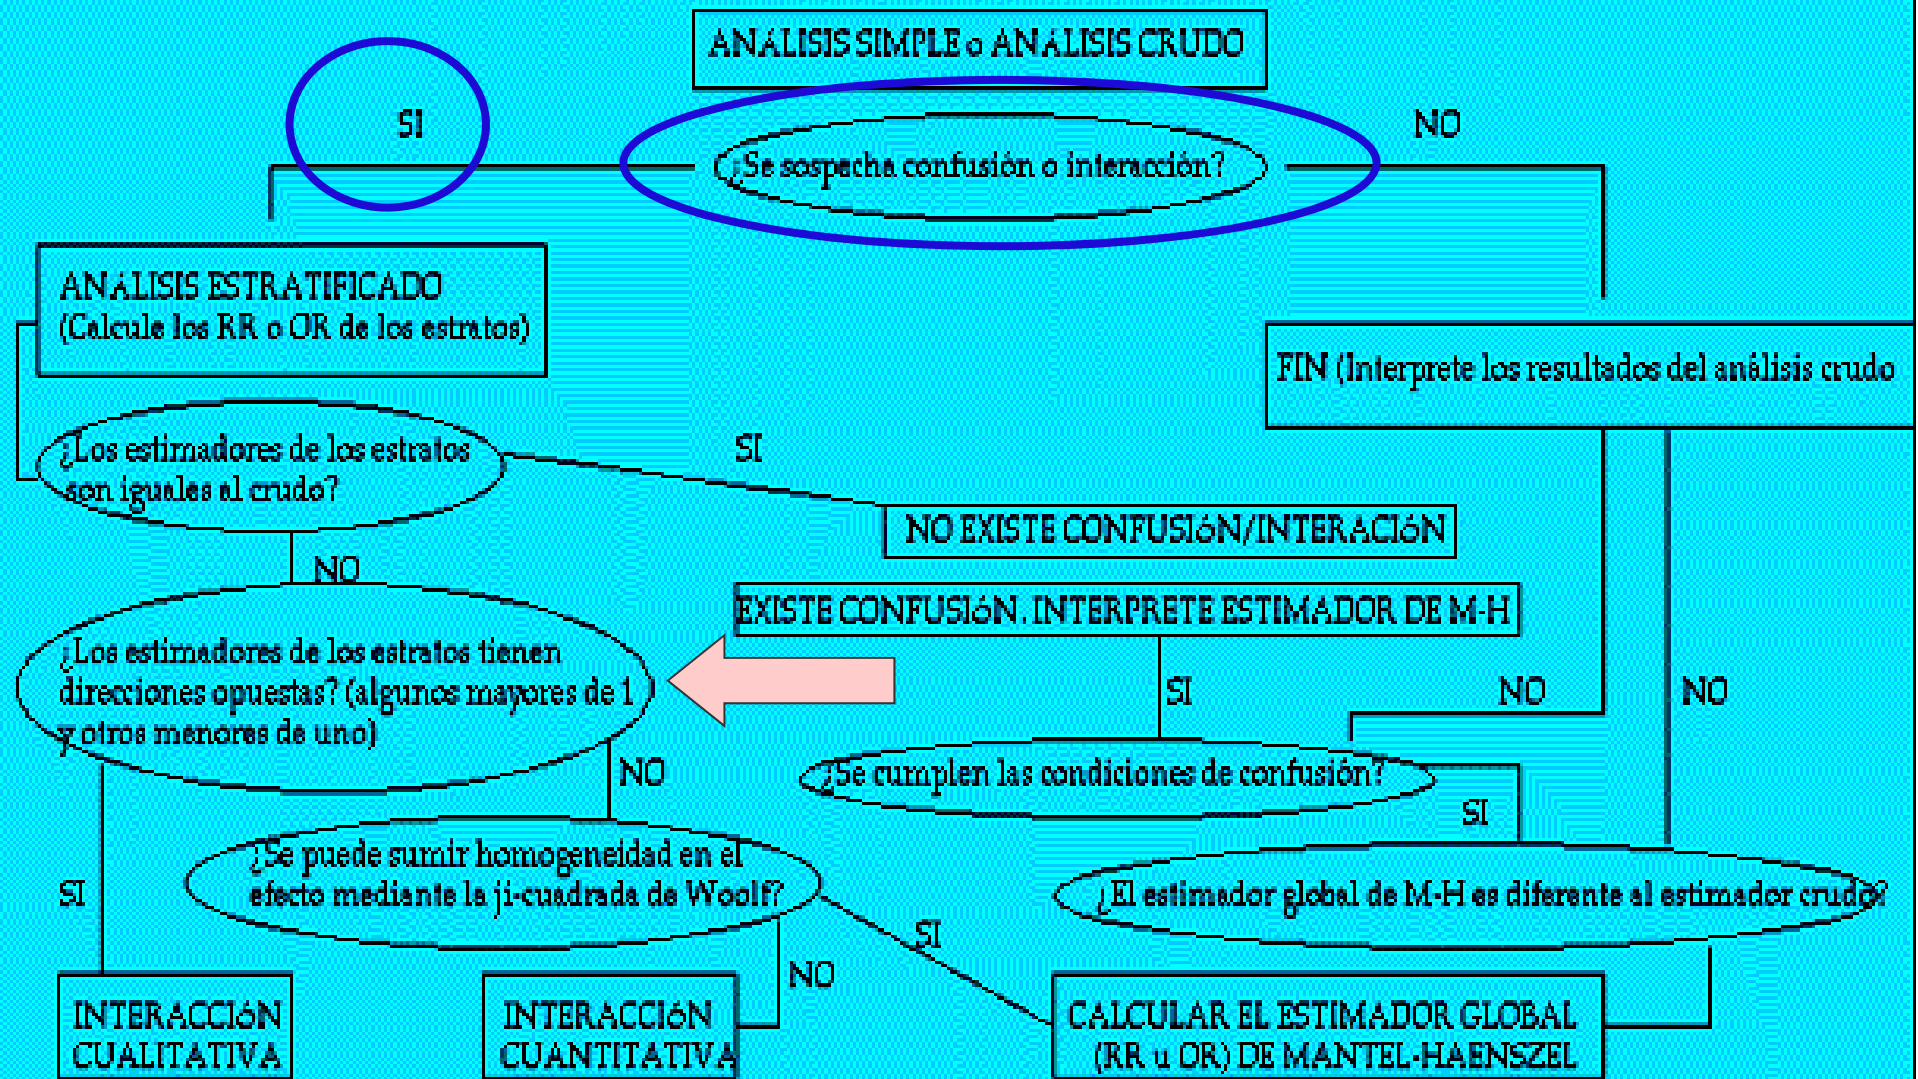 ANÁLISIS SIMPLE o ANÁLISIS CRUDO
SI
NO
¿Se sospecha confusión o interacción?
ANÁLISIS ESTRATIFICADO
(Calcule los RR o OR de los estratos)
FIN (Interprete los resultados del análisis crudo
¿Los estimadores de los estratos
son iguales al crudo?
SI
NO EXISTE CONFUSIóN/INTERACIóN
NO
EXISTE CONFUSIóN. INTERPRETE ESTIMADOR DE M-H
¿Los estimadores de los estratos tienen
direcciones opuestas? (algunos mayores de 1
y otros menores de uno)
SI
NO
NO
NO
¿Se cumplen las condiciones de confusión?
SI
¿Se puede sumir homogeneidad en el
efecto mediante la ji-cuadrada de Woolf?
SI
¿El estimador global de M-H es diferente al estimador crudo?
SI
NO
INTERACCIóN
CUALITATIVA
INTERACCIóN
CUANTITATIVA
CALCULAR EL ESTIMADOR GLOBAL
(RR u OR) DE MANTEL-HAENSZEL